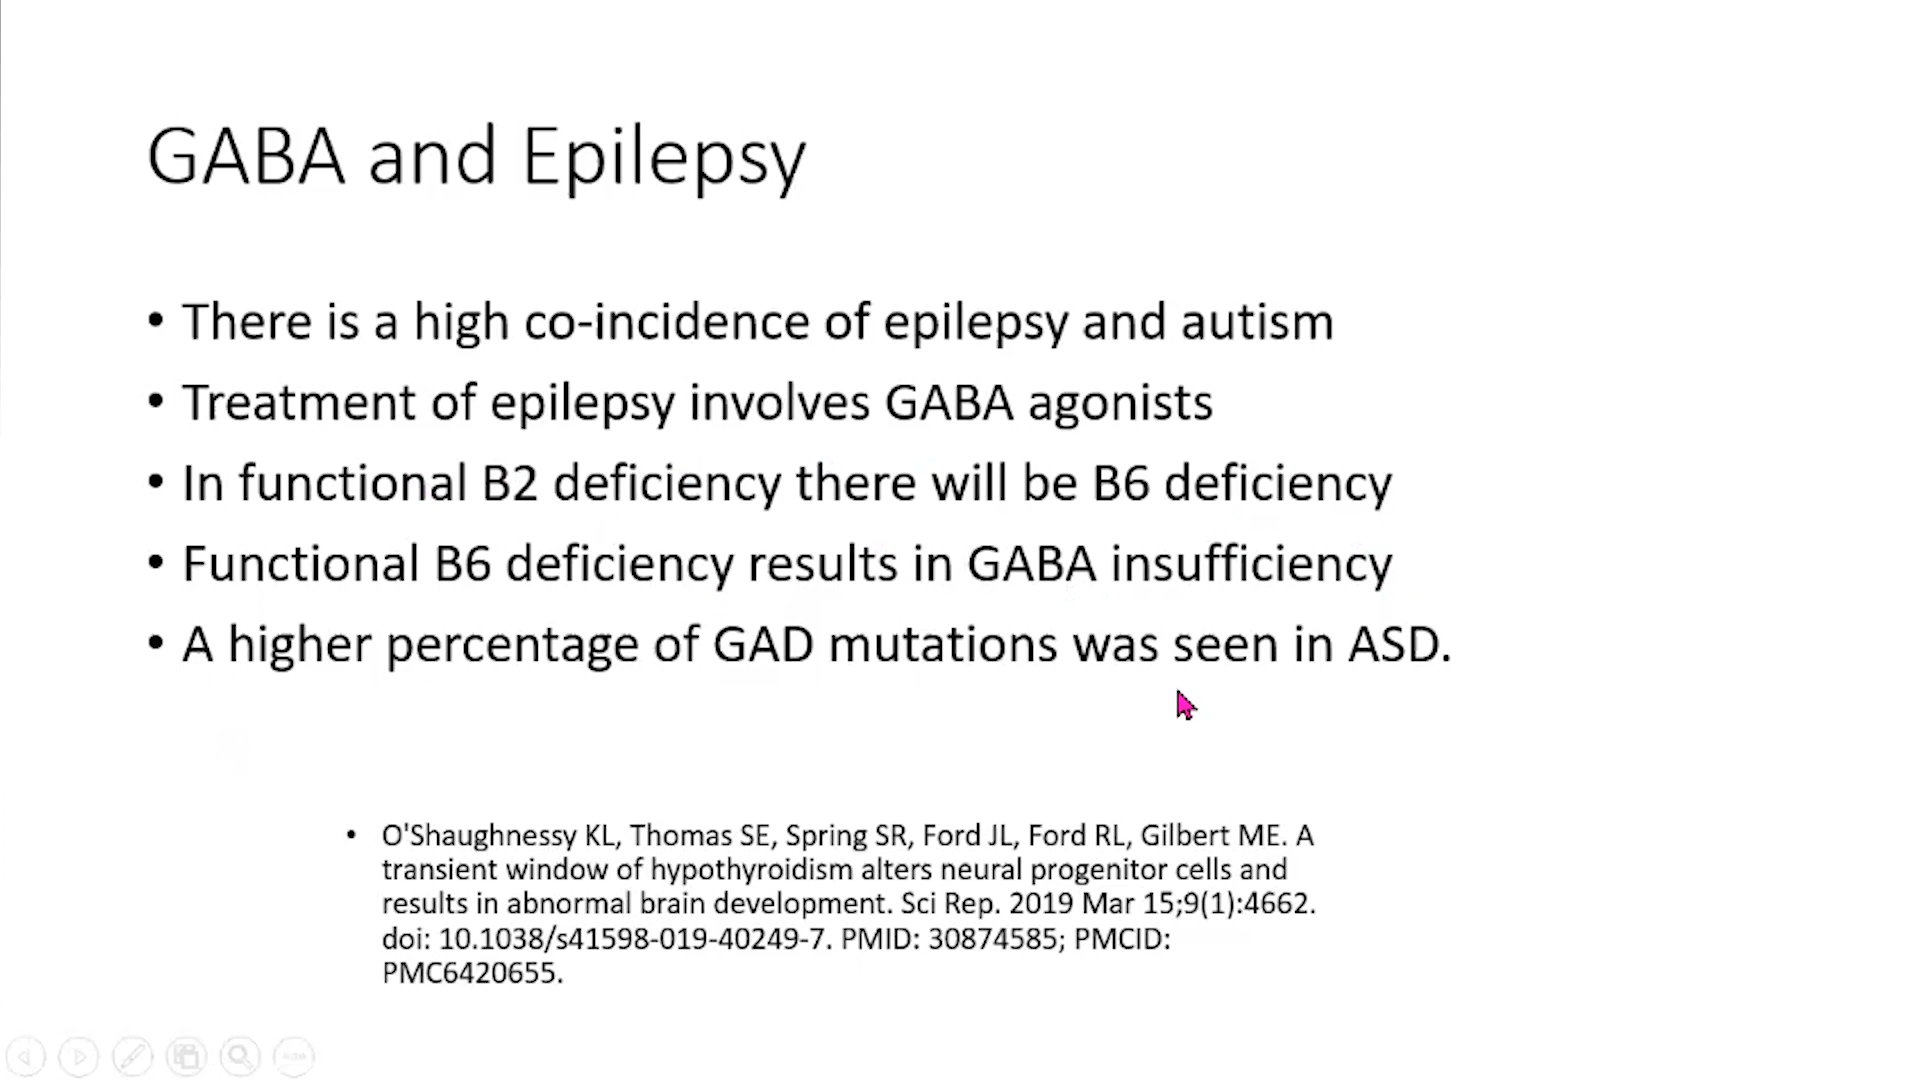 GABA and Epilepsy
• There is a high co-incidence of epilepsy and autism
• Treatment of epilepsy involves GABA agonists
• In functional B2 deficiency there will be B6 deficiency
• Functional B6 deficiency results in GABA insufficiency
• A higher percentage of GAD mutations was seen in ASD.
• O'Shaughnessy KL, Thomas SE, Spring SR, Ford JL, Ford RL, Gilbert ME. A
transient window of hypothyroidism alters neural progenitor cells and
results in abnormal brain development. Sci Rep. 2019 Mar 15;9(1):4662.
doi: 10.1038/s41598-019-40249-7. PMID: 30874585; PMCID:
PMC6420655.